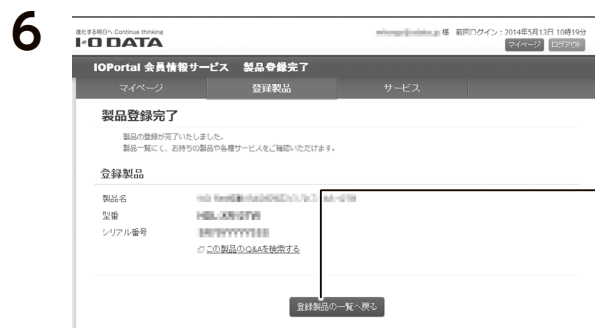 6
進化する明日へ Continue thinking
I-O DATA
様 前回ログイン:2014年5月13日 10時19分
マイページ ログアウト
IOPortal 会員情報サービス 製品登録完了
マイページ 登録製品 サービス
製品登録完了
製品の登録が完了いたしました。
製品一覧にて、お持ちの製品や各種サービスをご確認いただけます。
登録製品
製品名
型番
シリアル番号
この製品のQ&Aを検索する
登録製品の一覧へ戻る